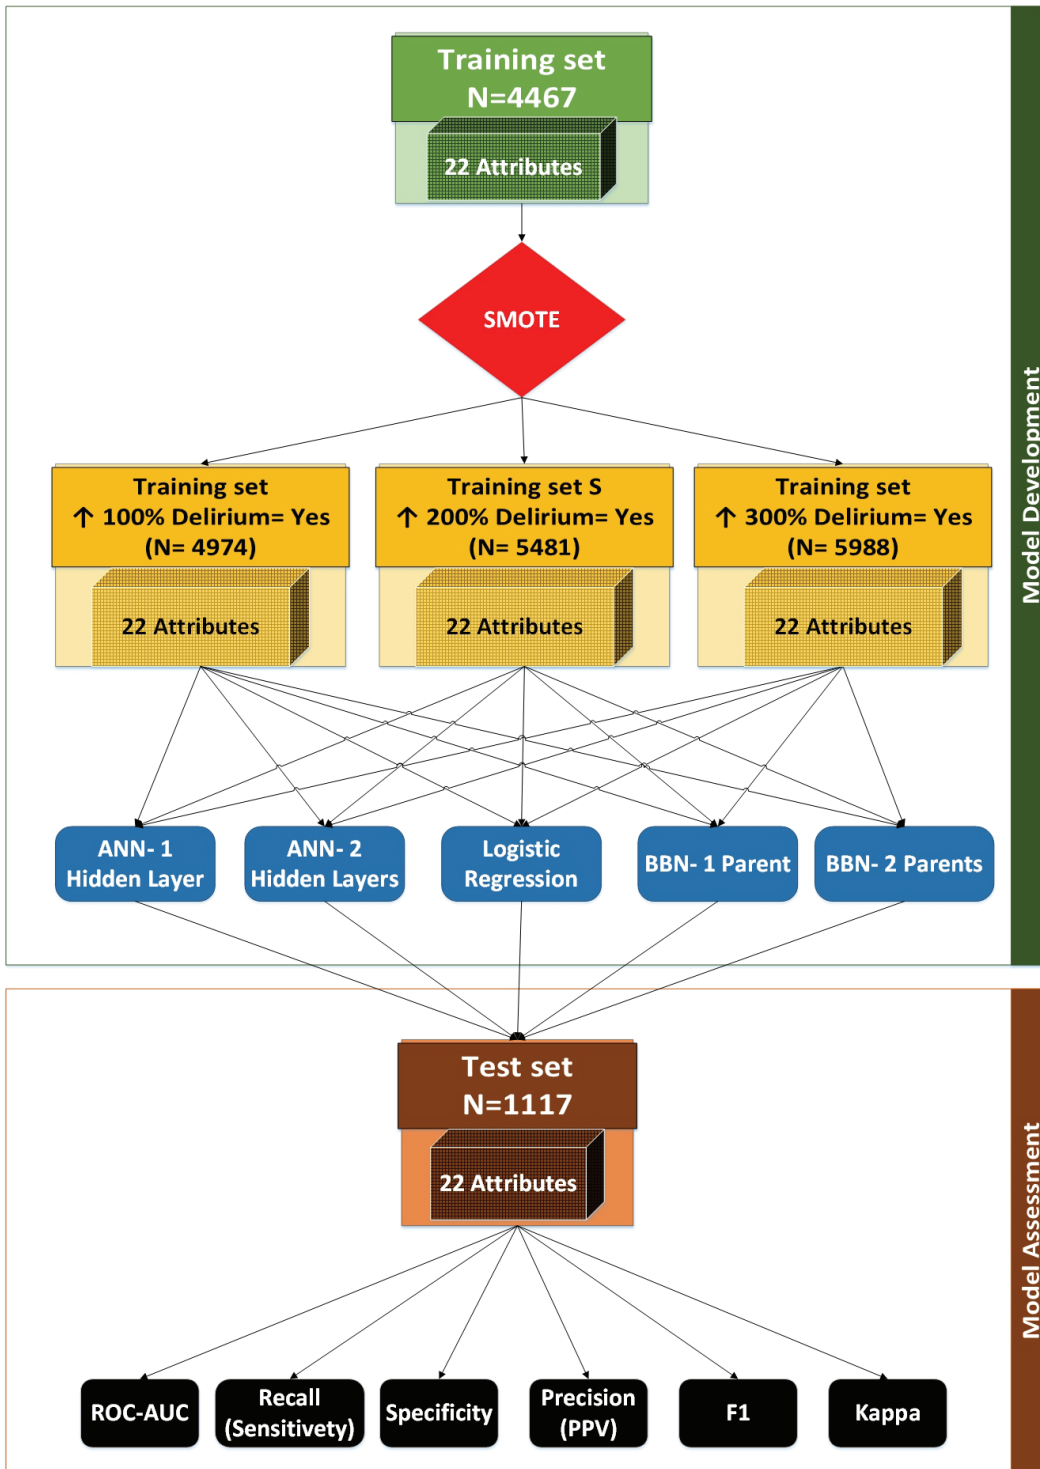 Training set
N=4467
22 Attributes
SMOTE
Training set
↑ 100% Delirium= Yes
(N= 4974)
22 Attributes
Training set S
↑ 200% Delirium= Yes
(N= 5481)
22 Attributes
Training set
↑ 300% Delirium= Yes
(N= 5988)
22 Attributes
ANN- 1
Hidden Layer
ANN- 2
Hidden Layers
Logistic
Regression
BBN- 1 Parent
BBN- 2 Parents
Model Development
Test set
N=1117
22 Attributes
ROC-AUC
Recall
(Sensitivety)
Specificity
Precision
(PPV)
F1
Kappa
Model Assessment